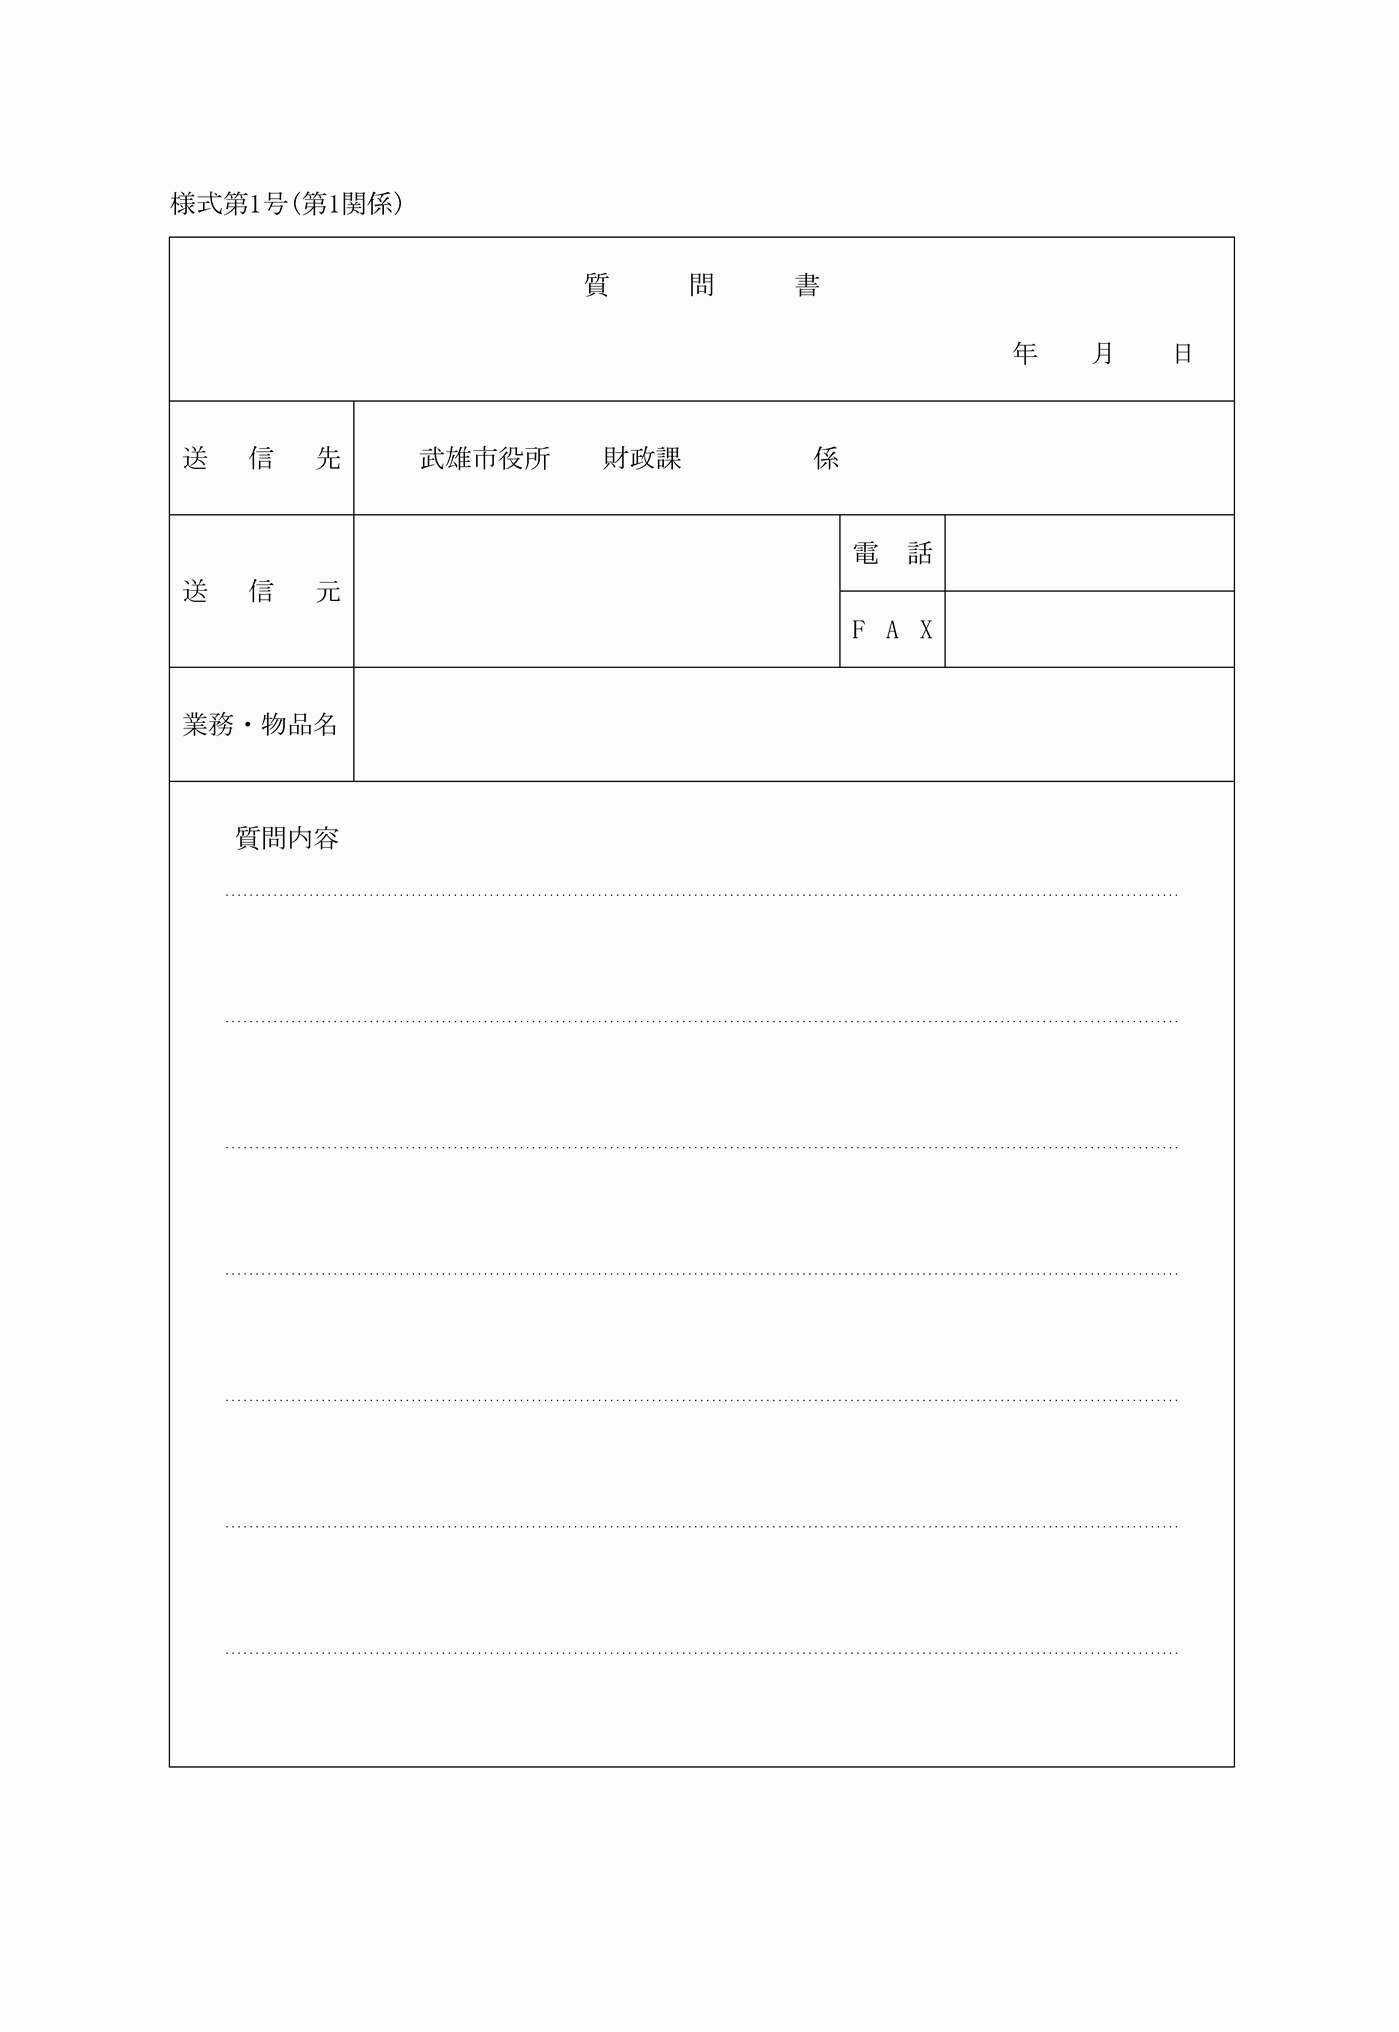 様式第1号(第1関係)
質　問　書
年　月　日
送　信　先　武雄市役所　財政課　係
送　信　元
電　話
ＦＡＸ
業務・物品名
質問内容